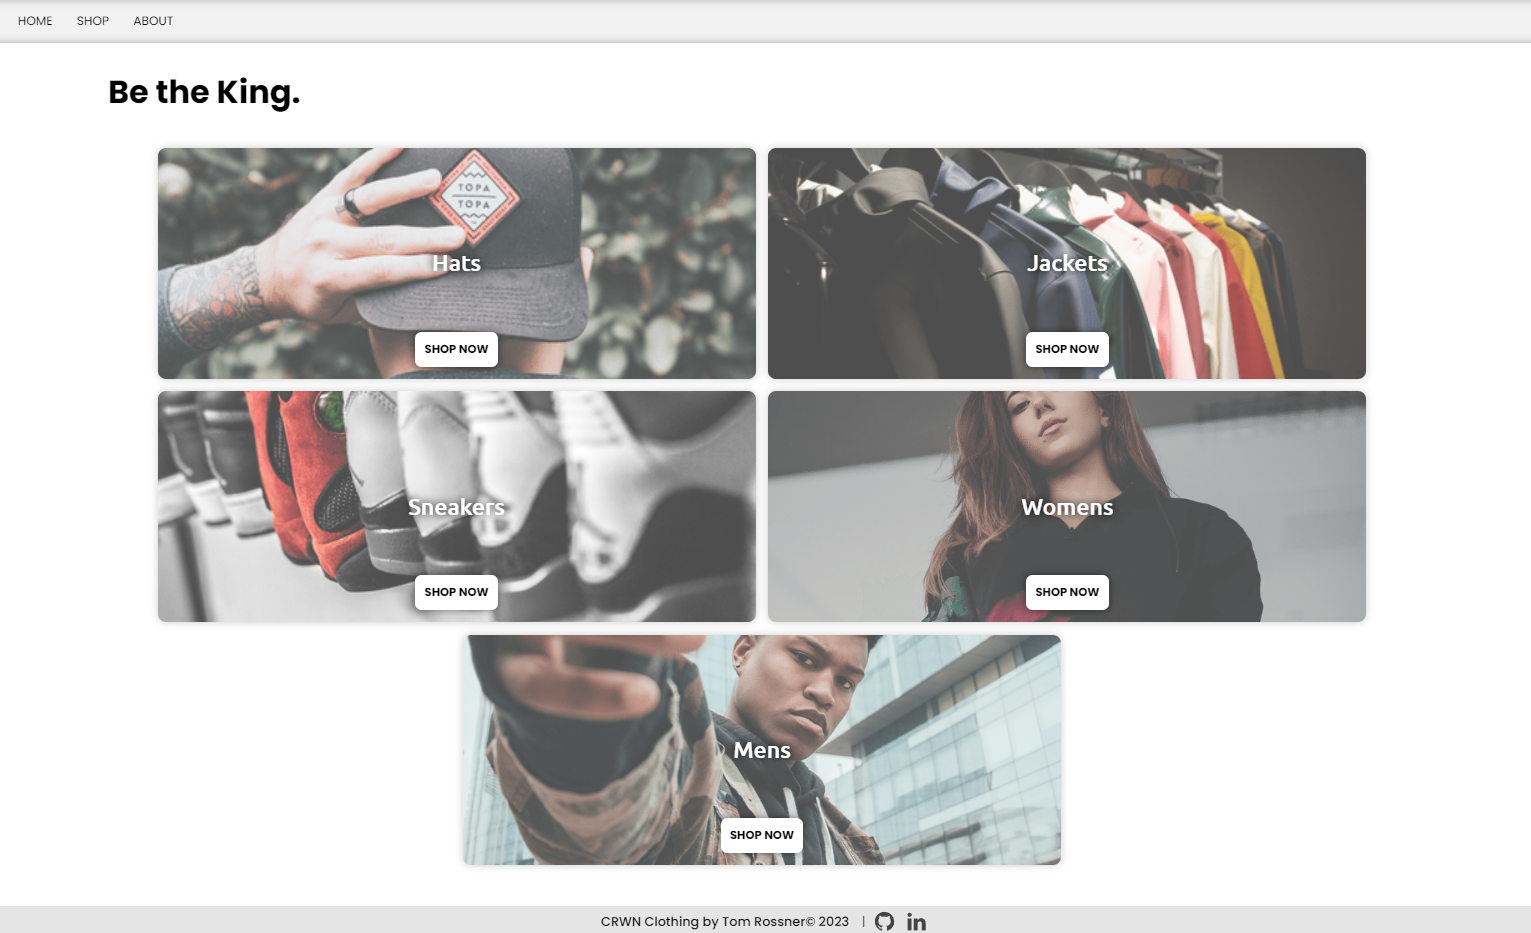 HOME SHOP ABOUT
Be the King.
TOPA
TOPA
Hats
SHOP NOW
Jackets
SHOP NOW
Sneakers
SHOP NOW
Womens
SHOP NOW
Mens
SHOP NOW
CRWN Clothing by Tom Rossner© 2023 |
in